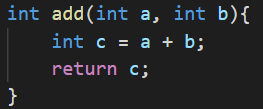 int add(int a, int b){
    int c = a + b;
    return c;
}